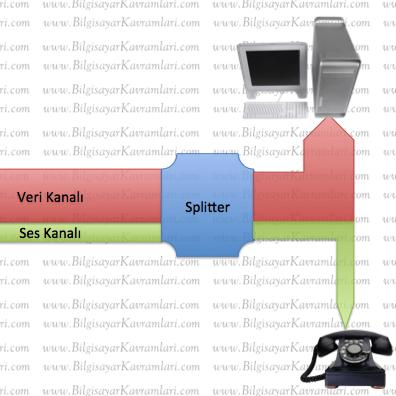 www.BilgisayarKavramlari.com
Veri Kanalı
Splitter
Ses Kanalı